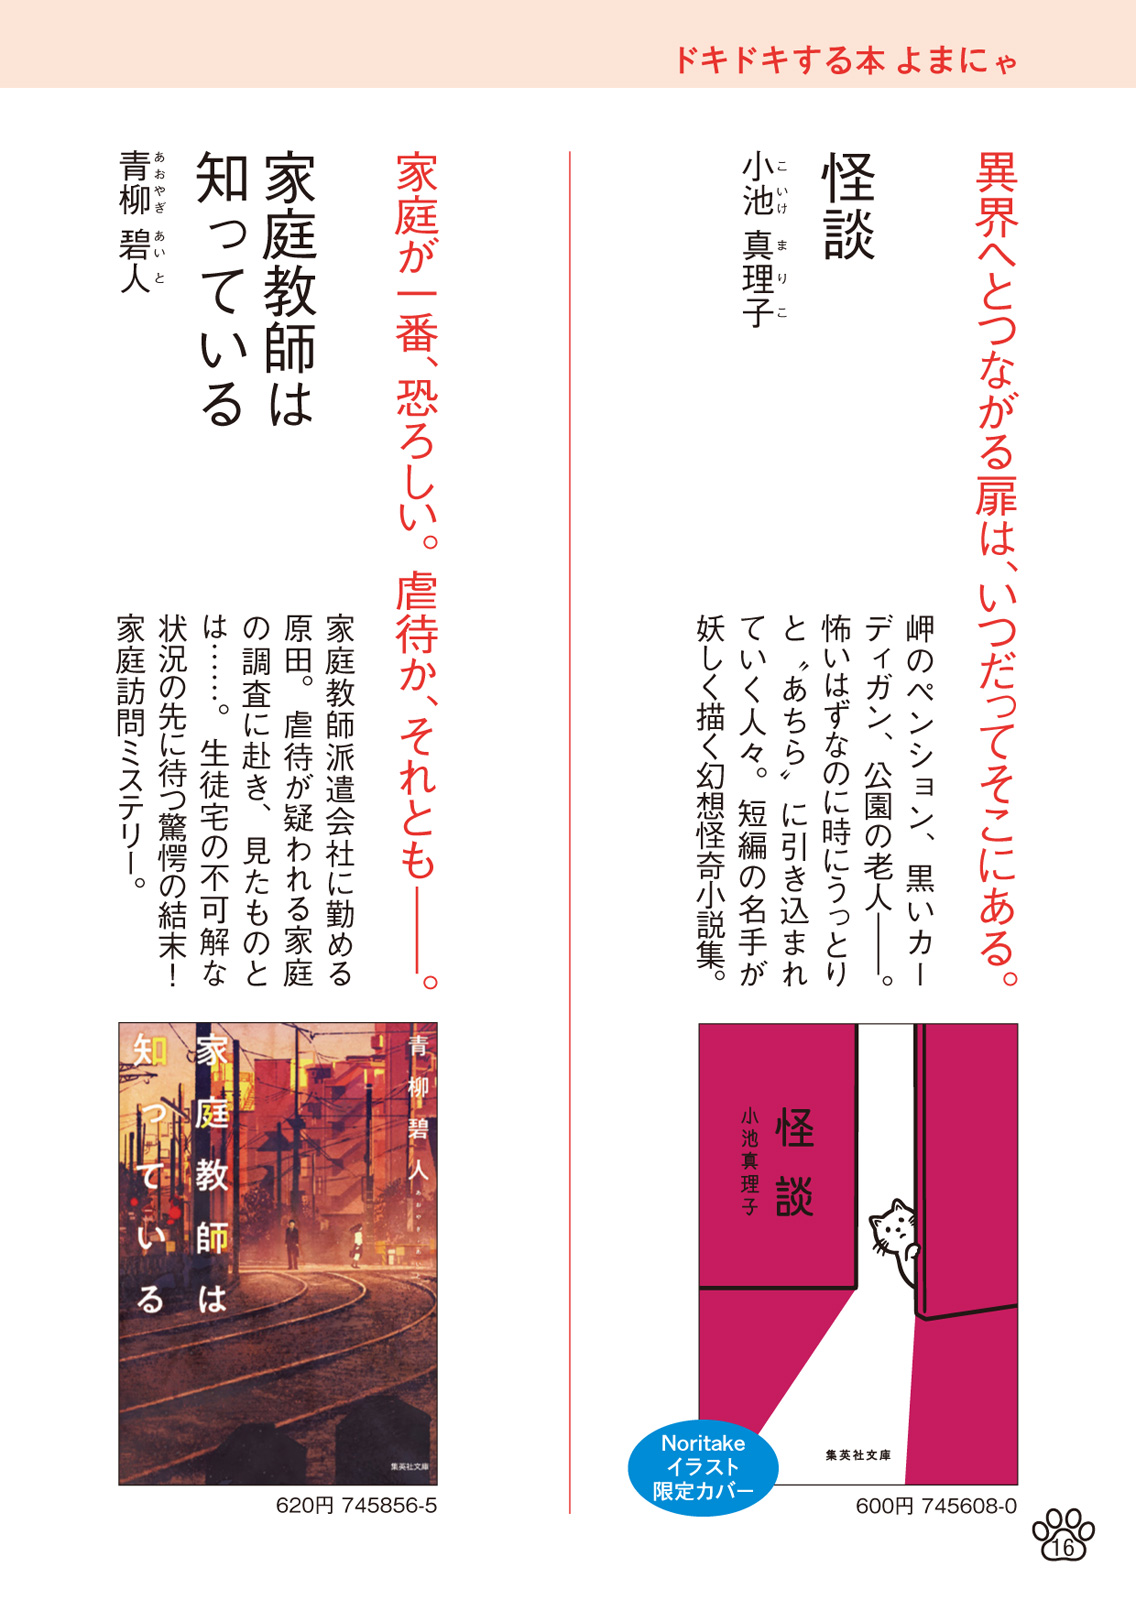 ドキドキする本 よまにゃ
異界へとつながる扉は、いつだってそこにある。
怪談
小池 真理子
こ いけ ま り こ
岬のペンション、黒いカー
ディガン、公園の老人――。
怖いはずなのに時にうっとり
と〝あちら〟に引き込まれ
ていく人々。短編の名手が
妖しく描く幻想怪奇小説集。
怪談
小池真理子
集英社文庫
Noritake
イラスト
限定カバー
600円 745608-0
家庭が一番、恐ろしい。虐待か、それとも――。
家庭教師は
知っている
青柳 碧人
あおやぎ あいと
家庭教師派遣会社に勤める
原田。虐待が疑われる家庭
の調査に赴き、見たものと
は……。生徒宅の不可解な
状況の先に待つ驚愕の結末！
家庭訪問ミステリー。
青柳碧人
家庭教師は
知っている
集英社文庫
620円 745856-5
16